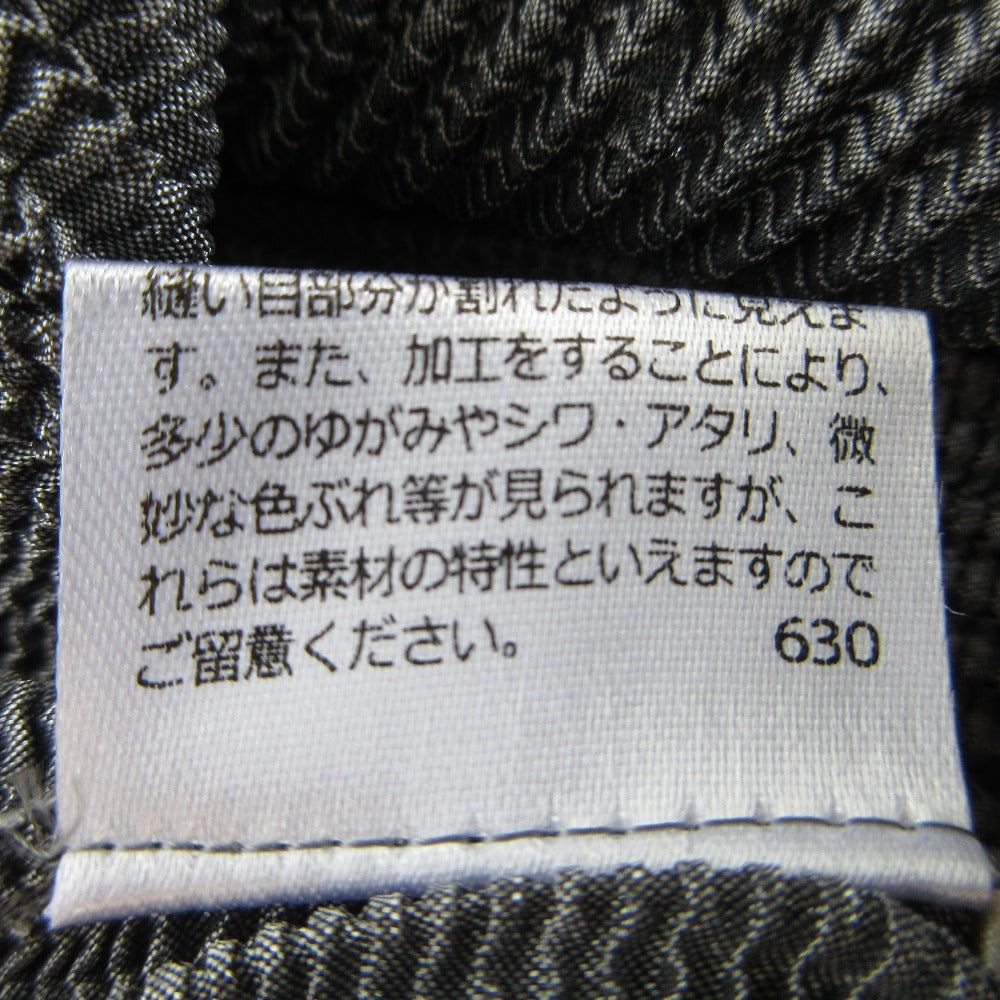 縫い目部分が割れたように見えま
す。また、加工をすることにより、
多少のゆがみやシワ・アタリ、微
妙な色ぶれ等が見られますが、こ
れらは素材の特性といえますので
ご留意ください。 630